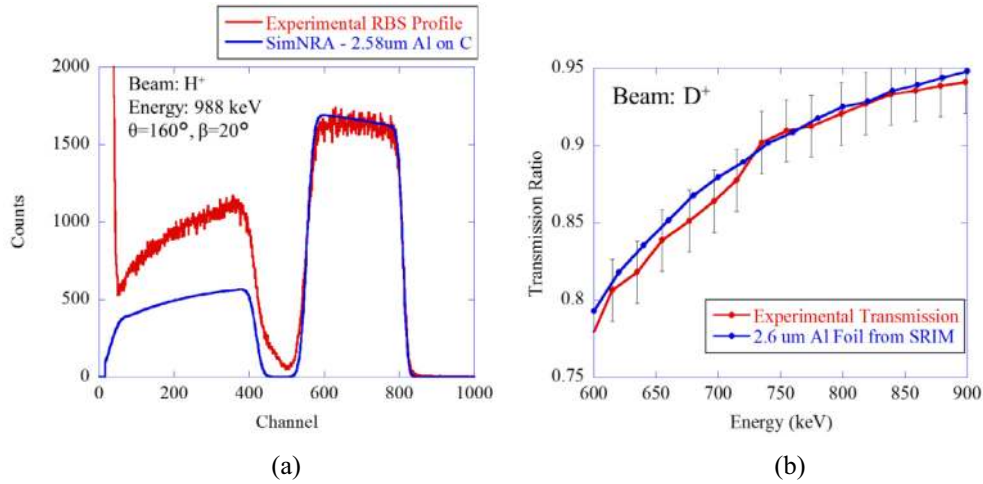 Experimental RBS Profile
SimNRA - 2.58um Al on C
2000
1500
1000
500
0
Counts
Beam: H⁺
Energy: 988 keV
θ=160°, β=20°
0 200 400 600 800 1000
Channel
(a)
0.95
0.9
0.85
0.8
0.75
Transmission Ratio
Beam: D⁺
Experimental Transmission
2.6 um Al Foil from SRIM
600 650 700 750 800 850 900
Energy (keV)
(b)